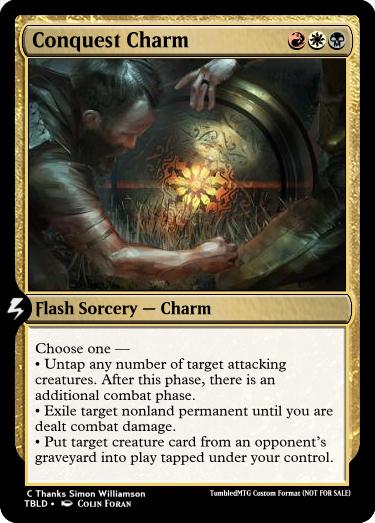 Conquest Charm
Flash Sorcery — Charm
Choose one —
• Untap any number of target attacking
creatures. After this phase, there is an
additional combat phase.
• Exile target nonland permanent until you are
dealt combat damage.
• Put target creature card from an opponent's
graveyard into play tapped under your control.
C Thanks Simon Williamson
TumbledMTG Custom Format (NOT FOR SALE)
TBLD • Colin Foran